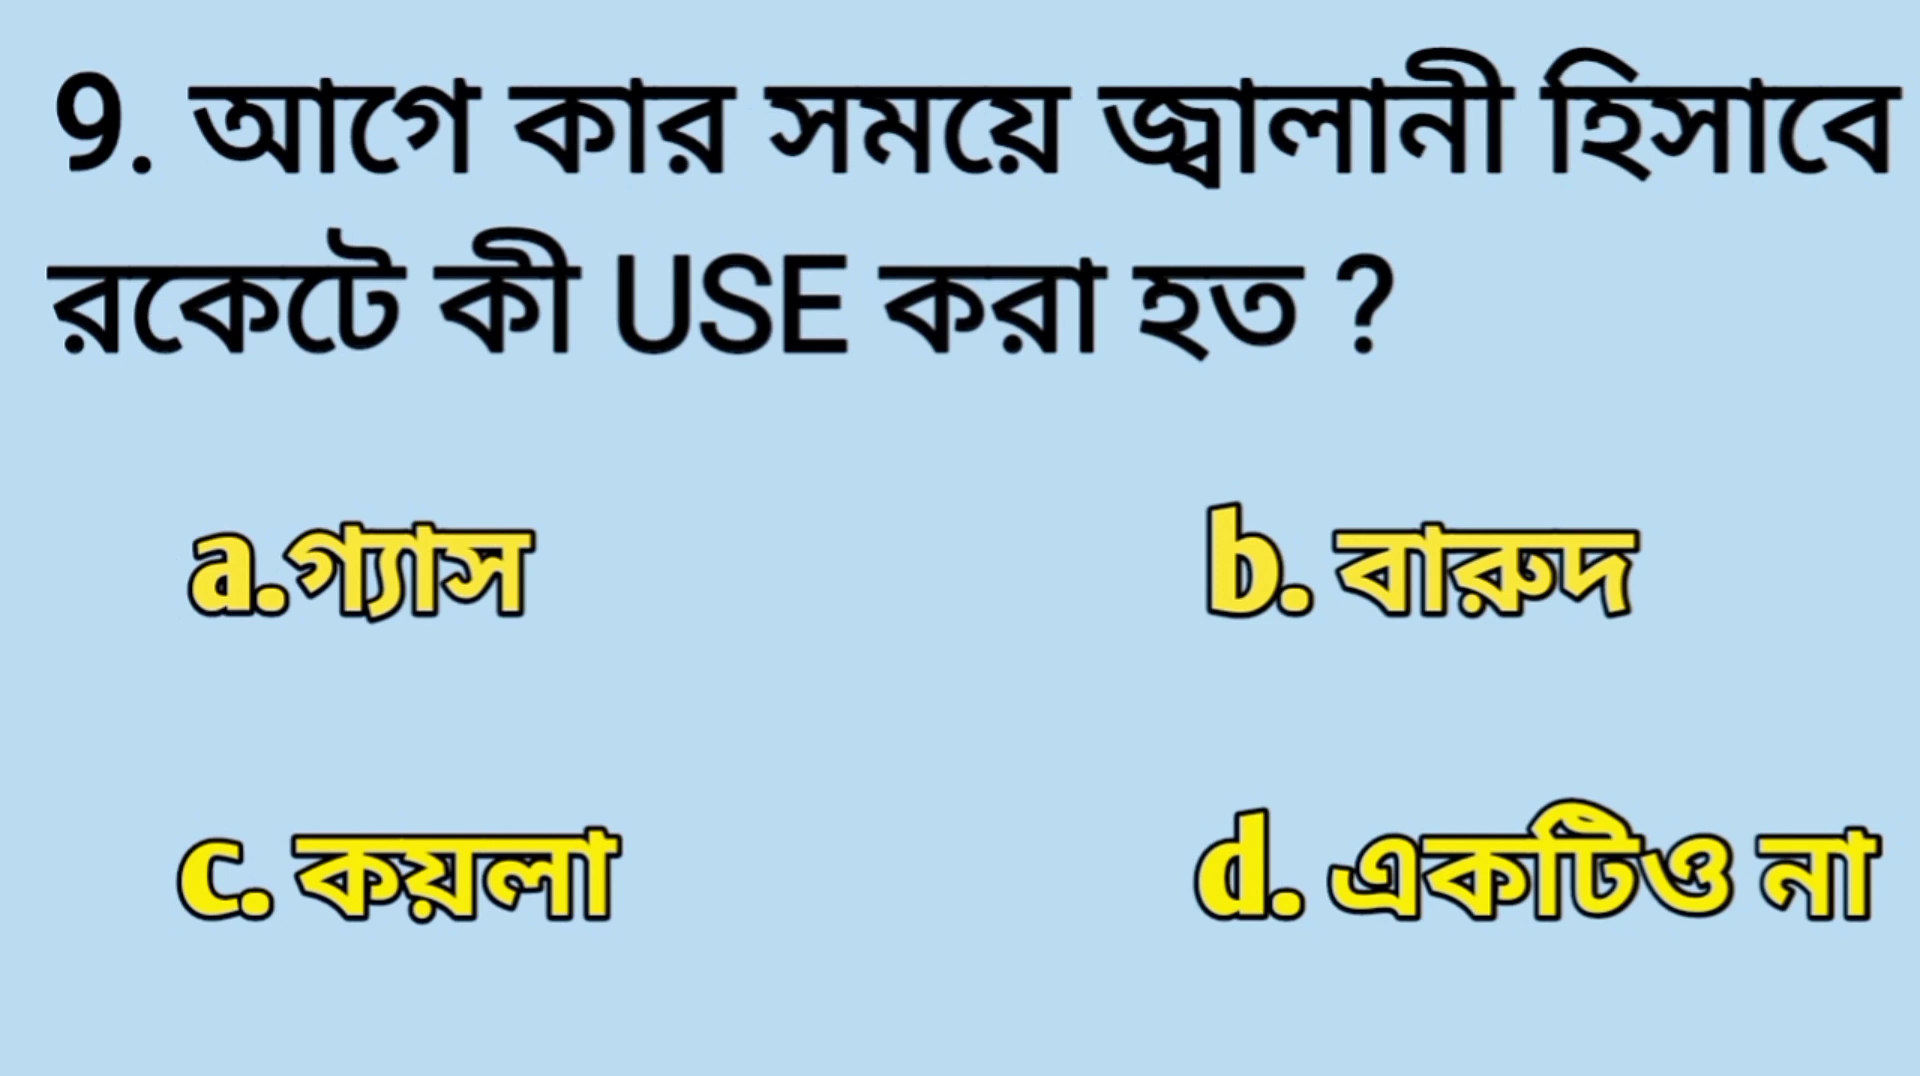 9. আগে কার সময়ে জ্বালানী হিসাবে
রকেটে কী USE করা হত ?
a.গ্যাস
b. বারুদ
c. কয়লা
d. একটিও না